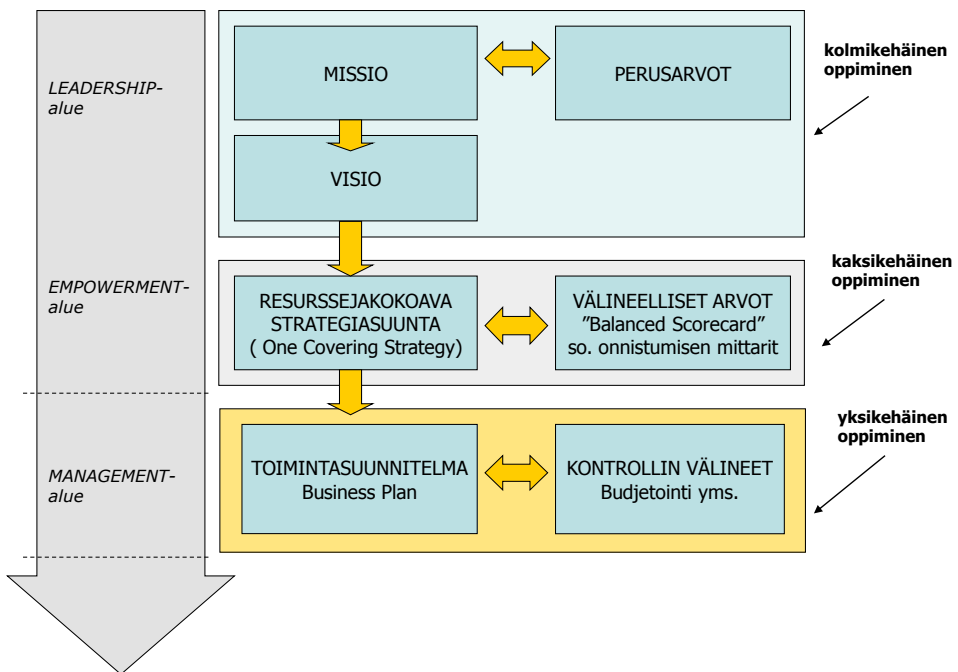 LEADERSHIP-
alue
MISSIO
PERUSARVOT
kolmikehäinen
oppiminen
VISIO
EMPOWERMENT-
alue
RESURSSEJAKOKOAVA
STRATEGIASUUNTA
( One Covering Strategy)
VÄLINEELLISET ARVOT
”Balanced Scorecard”
so. onnistumisen mittarit
kaksikehäinen
oppiminen
MANAGEMENT-
alue
TOIMINTASUUNNITELMA
Business Plan
KONTROLLIN VÄLINEET
Budjetointi yms.
yksikehäinen
oppiminen